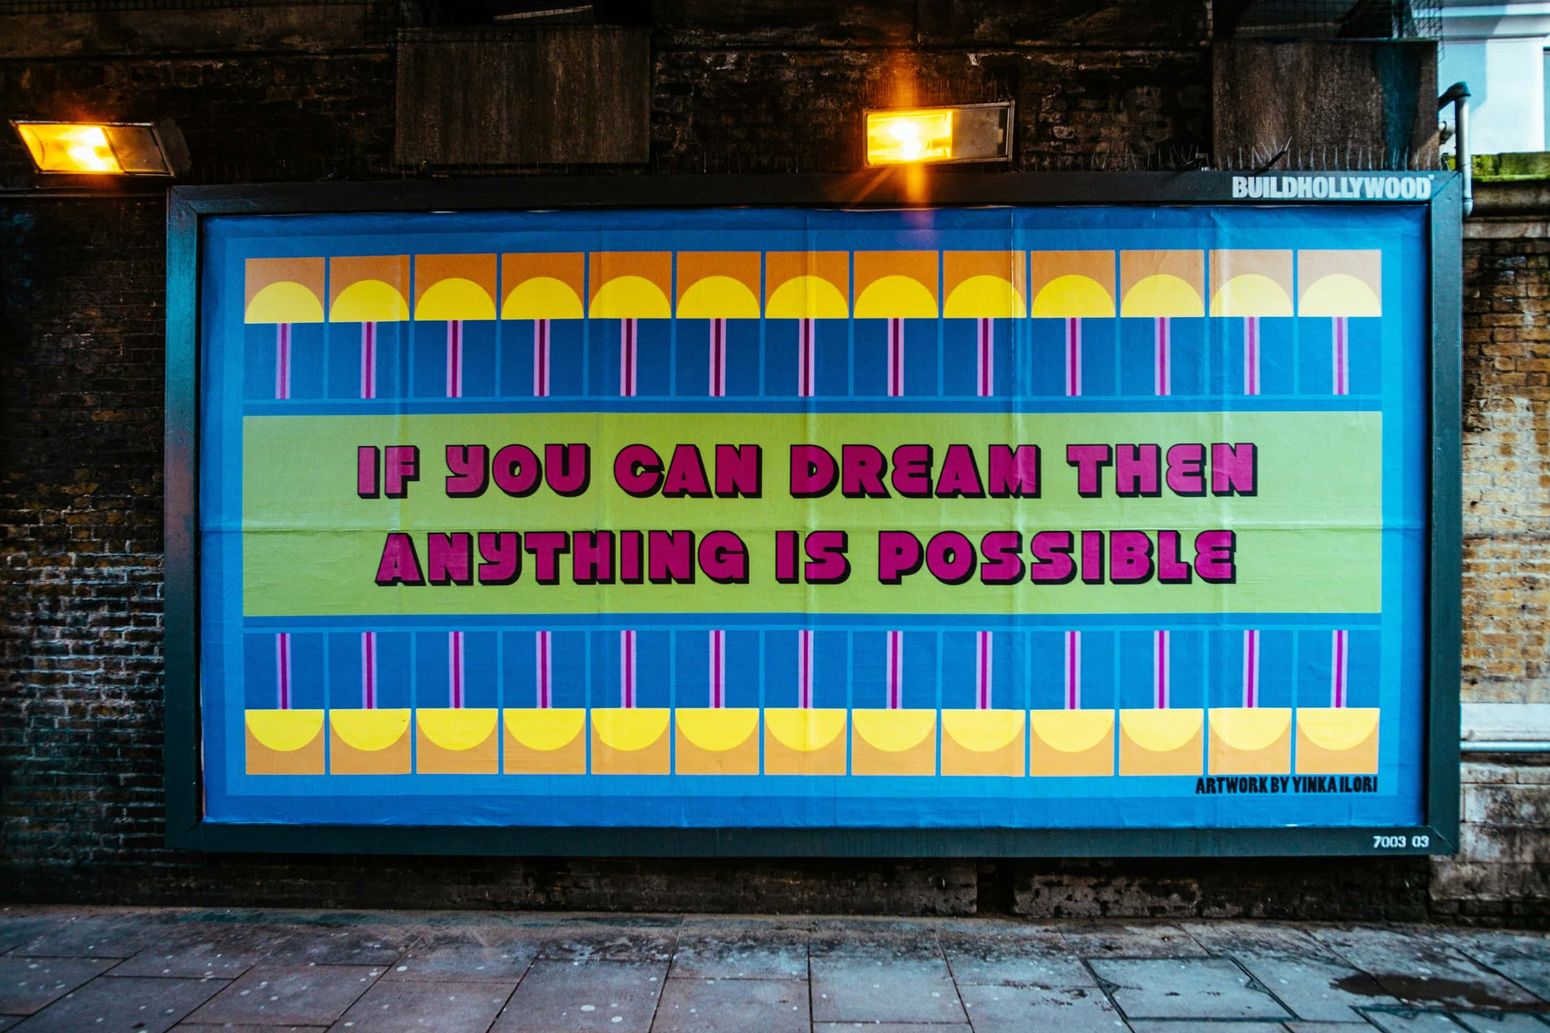 BUILDHOLLYWOOD
IF YOU CAN DREAM THEN
ANYTHING IS POSSIBLE
ARTWORK BY YINKA ILORI
7003 03